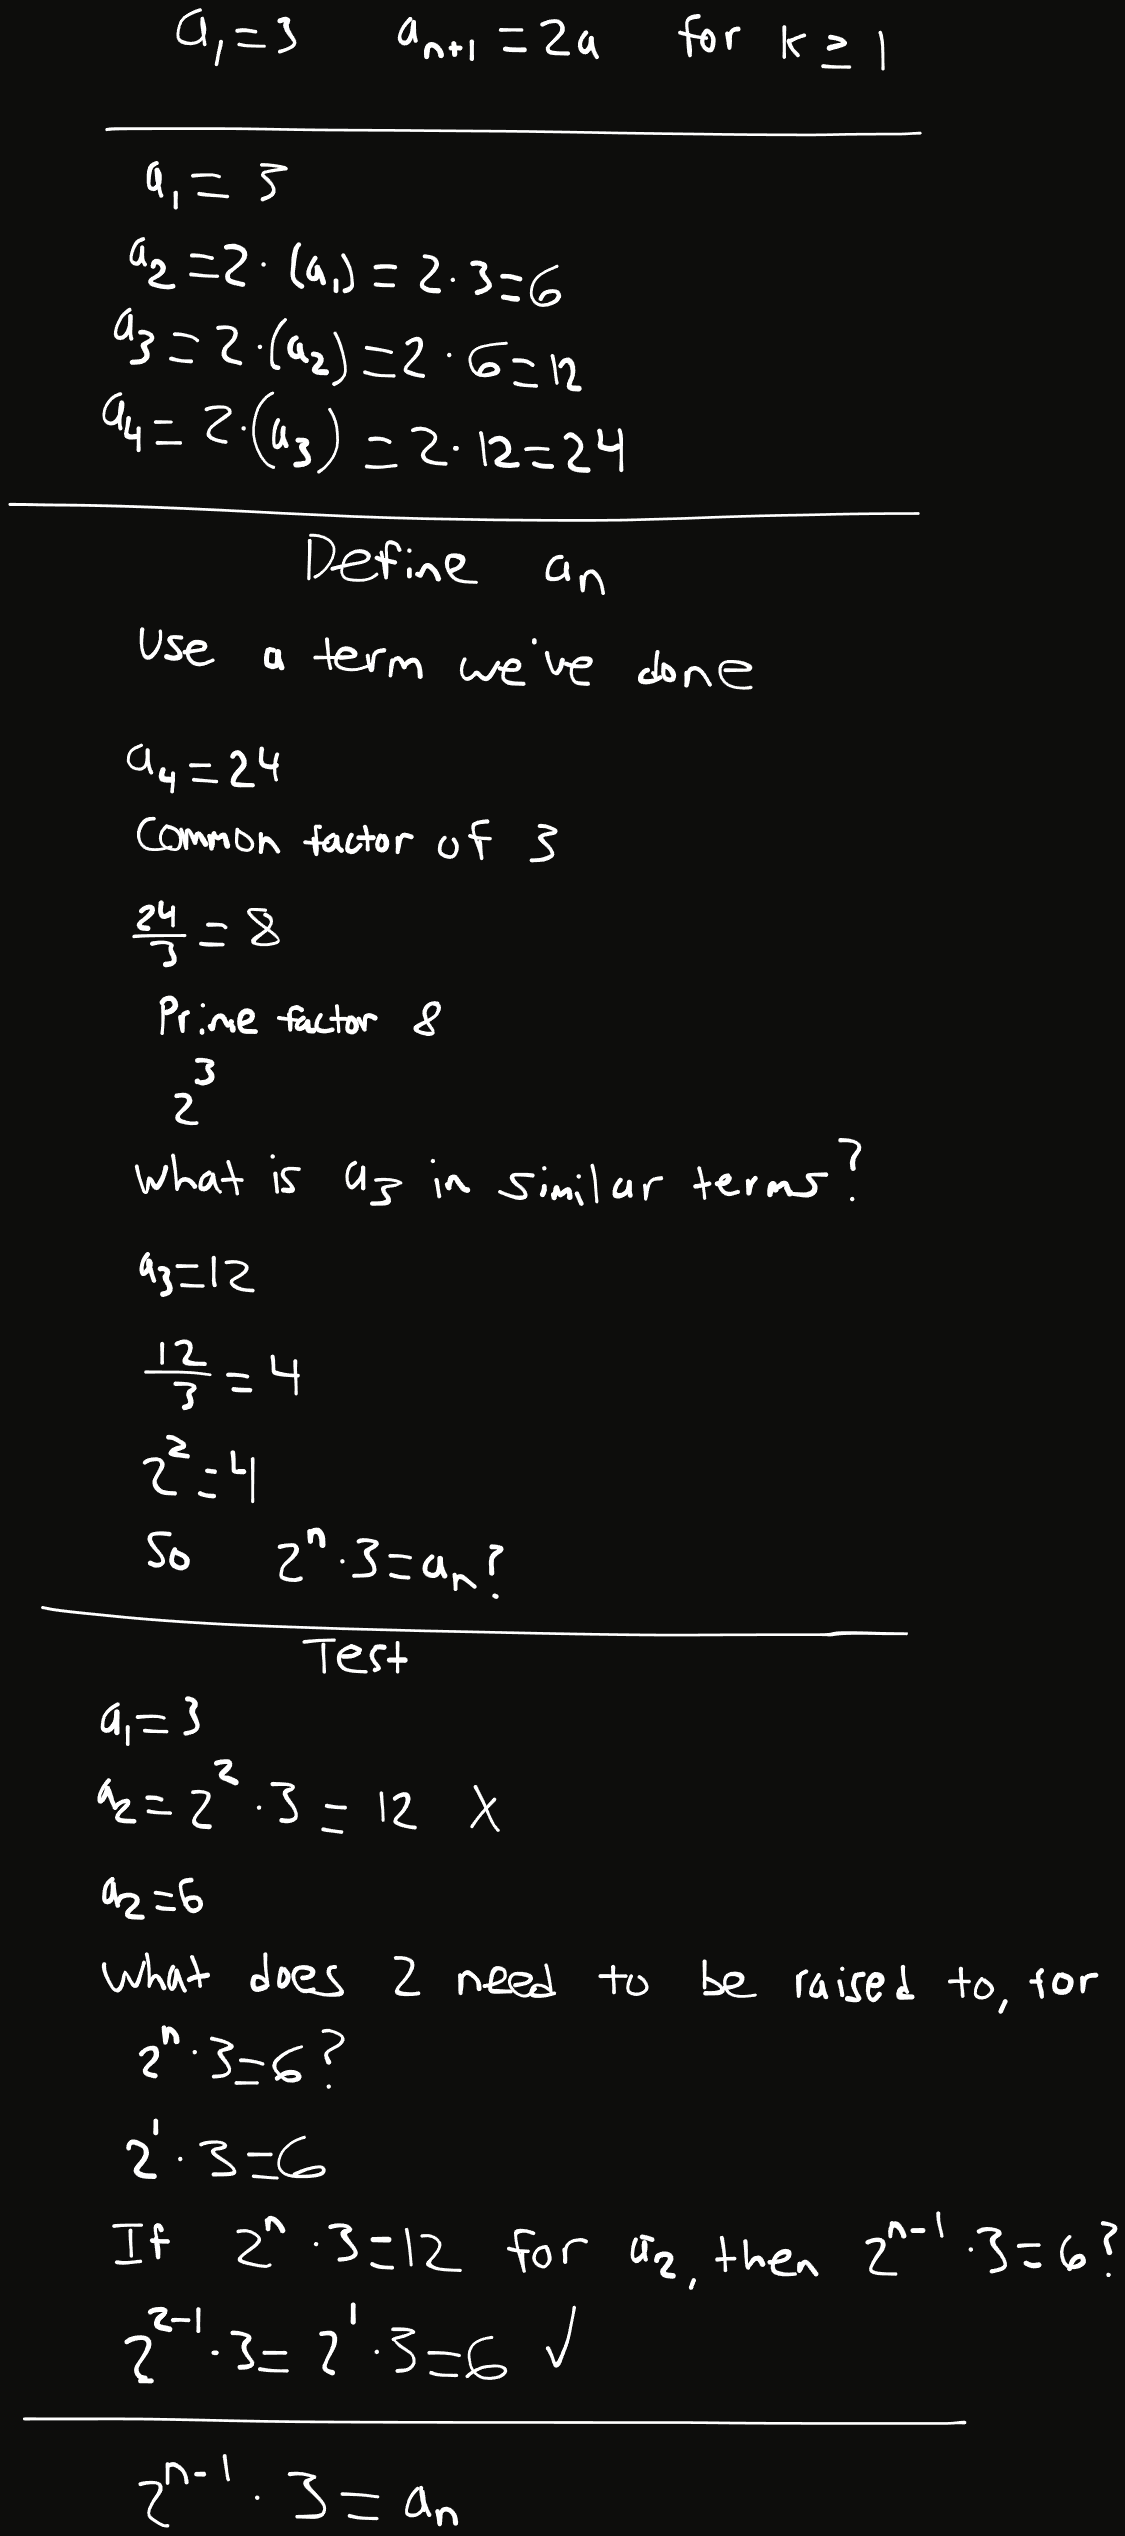 a₁=3 aₙ₊₁=2a for k≥1
a₁=3
a₂=2·(a₁)=2·3=6
a₃=2·(a₂)=2·6=12
a₄=2·(a₃)=2·12=24
Define aₙ
Use a term we've done
a₄=24
Common factor of 3
24/3=8
Prime factor 8
2³
What is a₃ in similar terms?
a₃=12
12/3=4
2²=4
So 2ⁿ·3=aₙ?
Test
a₁=3
a₂=2²·3=12 X
a₂=6
What does 2 need to be raised to, for
2ⁿ·3=6?
2¹·3=6
If 2ⁿ·3=12 for a₂, then 2ⁿ⁻¹·3=6?
2²⁻¹·3=2¹·3=6 ✓
2ⁿ⁻¹·3=aₙ